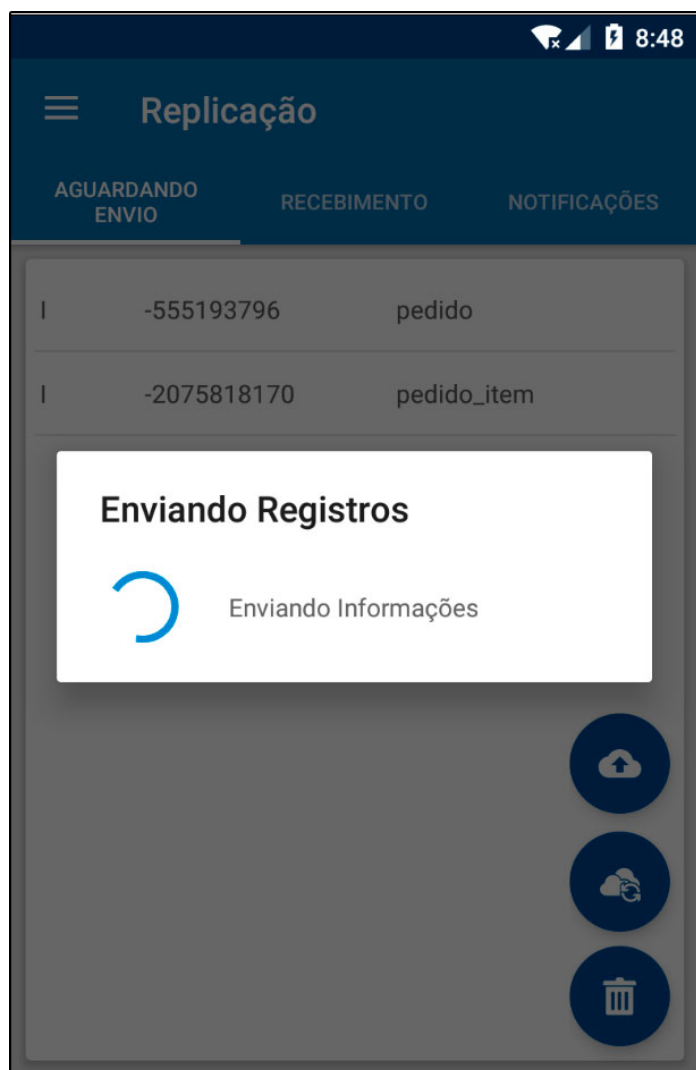 8:48
Replicação
AGUARDANDO
ENVIO
RECEBIMENTO
NOTIFICAÇÕES
I -555193796 pedido
I -2075818170 pedido_item
Enviando Registros
Enviando Informações